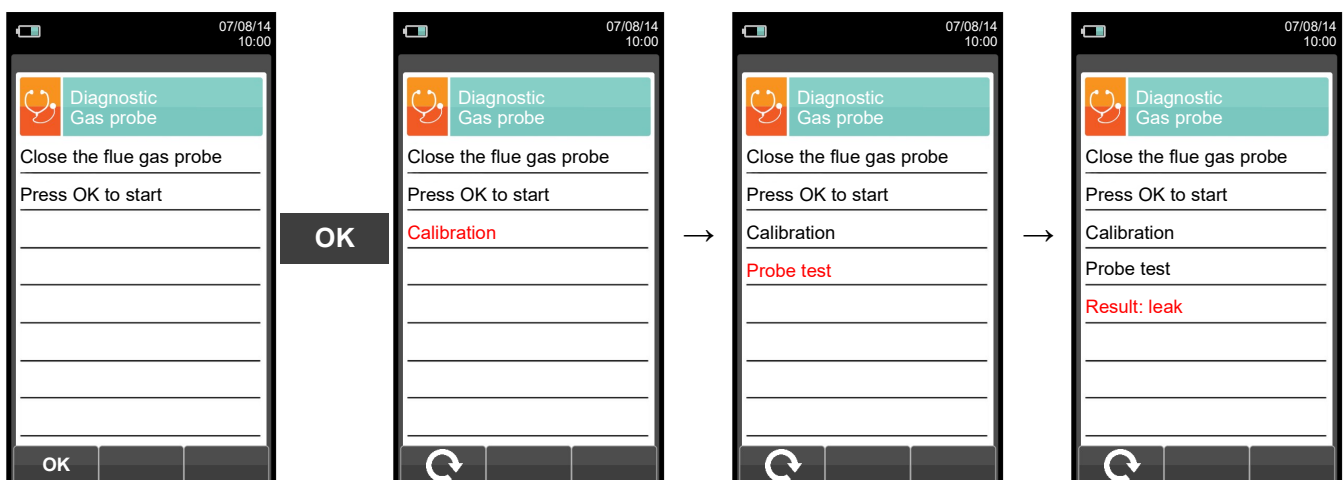 07/08/14
10:00
Diagnostic
Gas probe
Close the flue gas probe
Press OK to start
OK
OK
07/08/14
10:00
Diagnostic
Gas probe
Close the flue gas probe
Press OK to start
Calibration
→
07/08/14
10:00
Diagnostic
Gas probe
Close the flue gas probe
Press OK to start
Calibration
Probe test
→
07/08/14
10:00
Diagnostic
Gas probe
Close the flue gas probe
Press OK to start
Calibration
Probe test
Result: leak